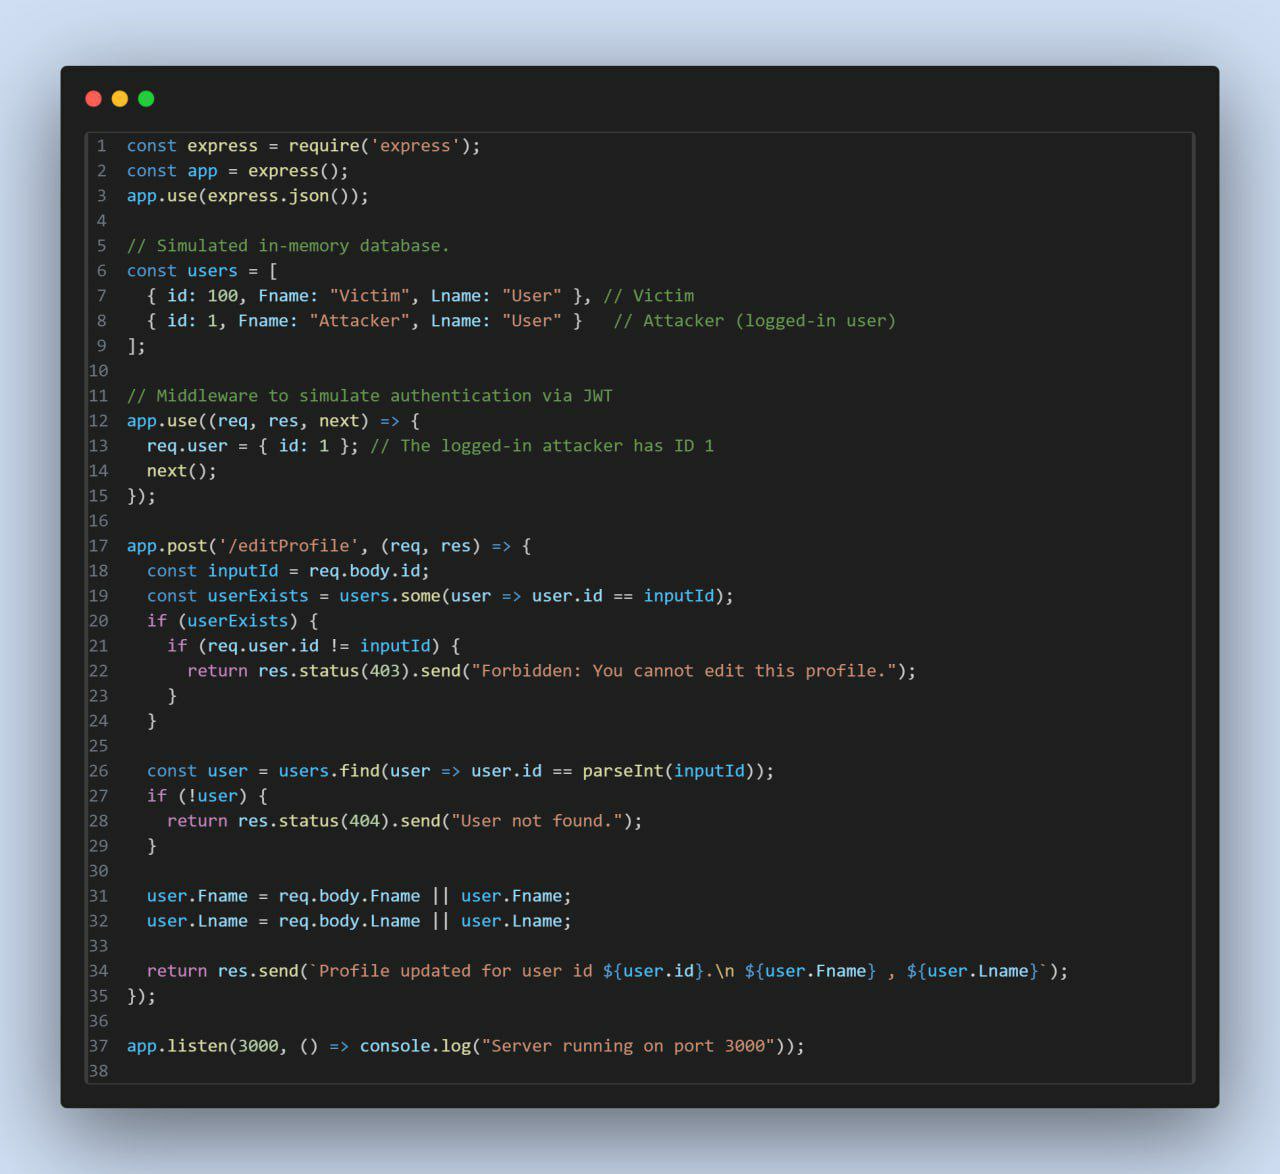 1 const express = require('express');
2 const app = express();
3 app.use(express.json());
4
5 // Simulated in-memory database.
6 const users = [
7   { id: 100, Fname: "Victim", Lname: "User" }, // Victim
8   { id: 1, Fname: "Attacker", Lname: "User" }   // Attacker (logged-in user)
9 ];
10
11 // Middleware to simulate authentication via JWT
12 app.use((req, res, next) => {
13   req.user = { id: 1 }; // The logged-in attacker has ID 1
14   next();
15 });
16
17 app.post('/editProfile', (req, res) => {
18   const inputId = req.body.id;
19   const userExists = users.some(user => user.id == inputId);
20   if (userExists) {
21     if (req.user.id != inputId) {
22       return res.status(403).send("Forbidden: You cannot edit this profile.");
23     }
24   }
25
26   const user = users.find(user => user.id == parseInt(inputId));
27   if (!user) {
28     return res.status(404).send("User not found.");
29   }
30
31   user.Fname = req.body.Fname || user.Fname;
32   user.Lname = req.body.Lname || user.Lname;
33
34   return res.send(`Profile updated for user id ${user.id}.\n ${user.Fname} , ${user.Lname}`);
35 });
36
37 app.listen(3000, () => console.log("Server running on port 3000"));
38